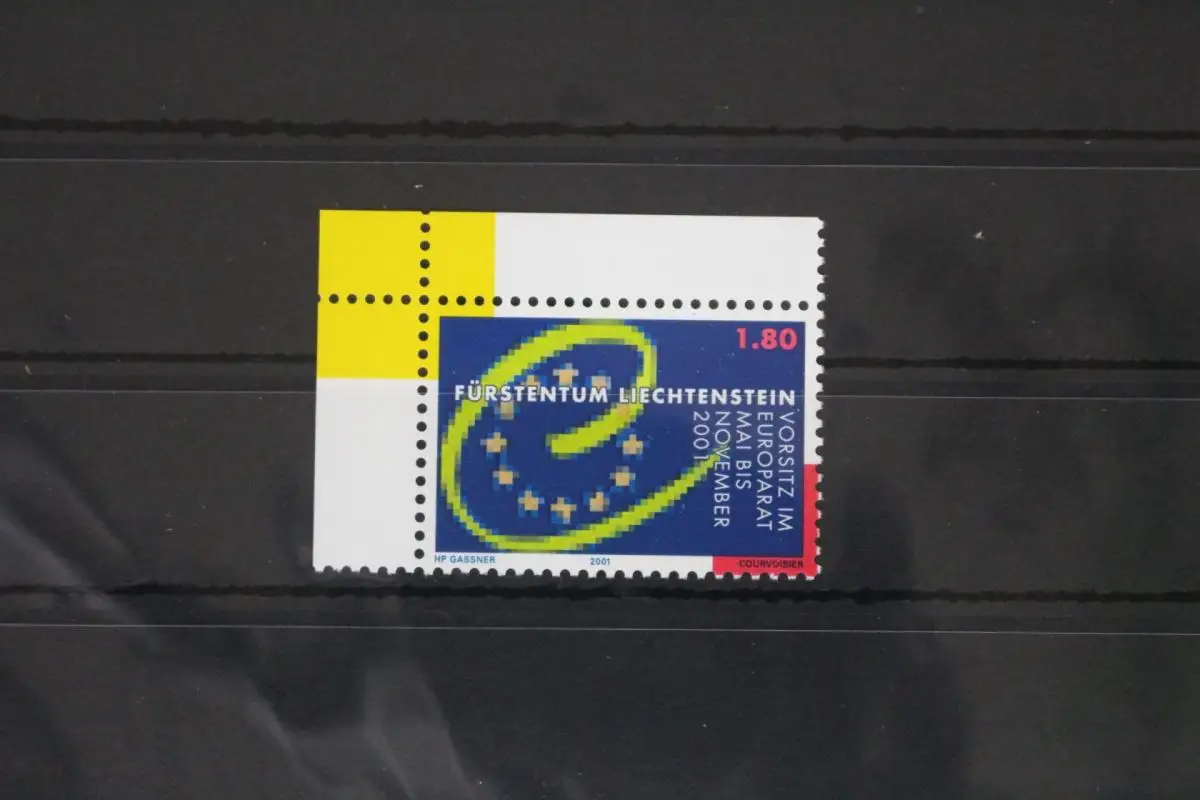 1.80
FÜRSTENTUM LIECHTENSTEIN
VORSITZ IM
EUROPARAT
MAI BIS
NOVEMBER
2001
HP GASSNER
2001
COURVOISIER